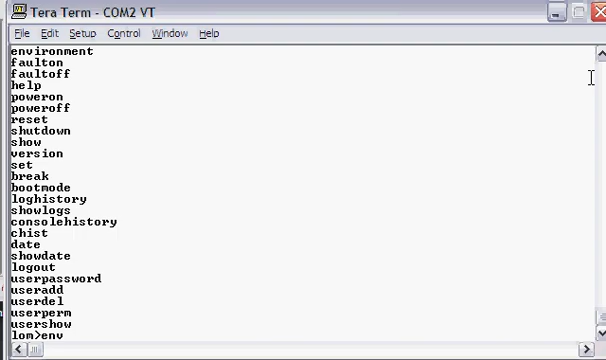 Tera Term - COM2 VT
File Edit Setup Control Window Help
environment
faulton
faultoff
help
poweron
poweroff
reset
shutdown
show
version
set
break
bootmode
loghistory
showlogs
consolehistory
chist
date
showdate
logout
userpassword
useradd
userdel
userperm
usershow
lom>env